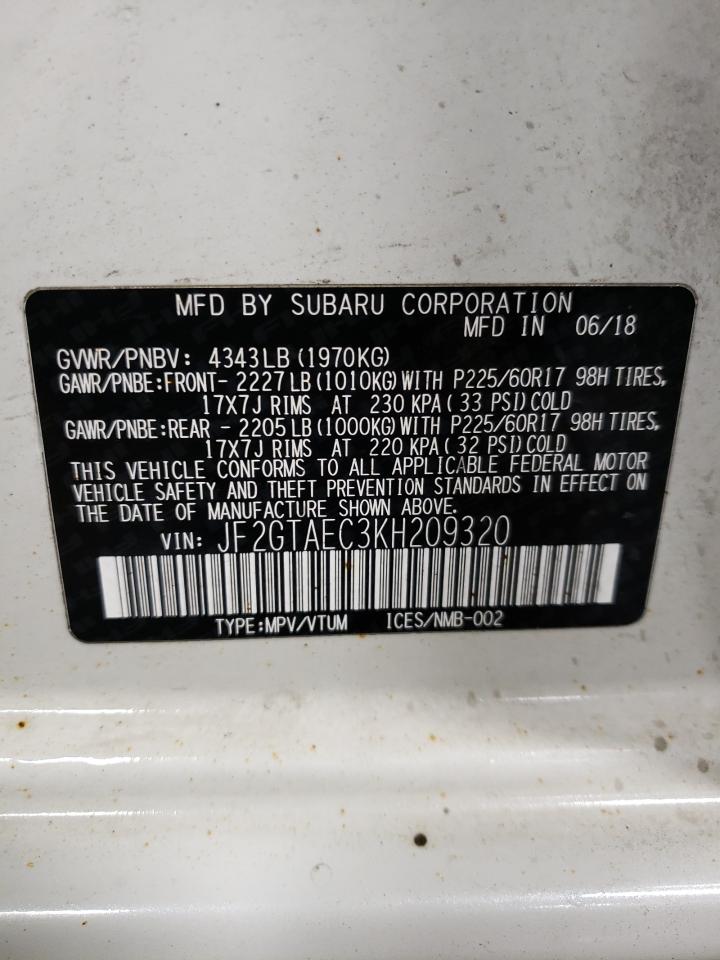 MFD BY SUBARU CORPORATION
MFD IN 06/18
GVWR/PNBV: 4343LB (1970KG)
GAWR/PNBE:FRONT- 2227LB (1010KG) WITH P225/60R17 98H TIRES,
17X7J RIMS AT 230 KPA ( 33 PSI) COLD
GAWR/PNBE:REAR - 2205LB (1000KG) WITH P225/60R17 98H TIRES,
17X7J RIMS AT 220 KPA ( 32 PSI) COLD
THIS VEHICLE CONFORMS TO ALL APPLICABLE FEDERAL MOTOR
VEHICLE SAFETY AND THEFT PREVENTION STANDARDS IN EFFECT ON
THE DATE OF MANUFACTURE SHOWN ABOVE.
VIN: JF2GTAEC3KH209320
TYPE:MPV/VTUM ICES/NMB-002